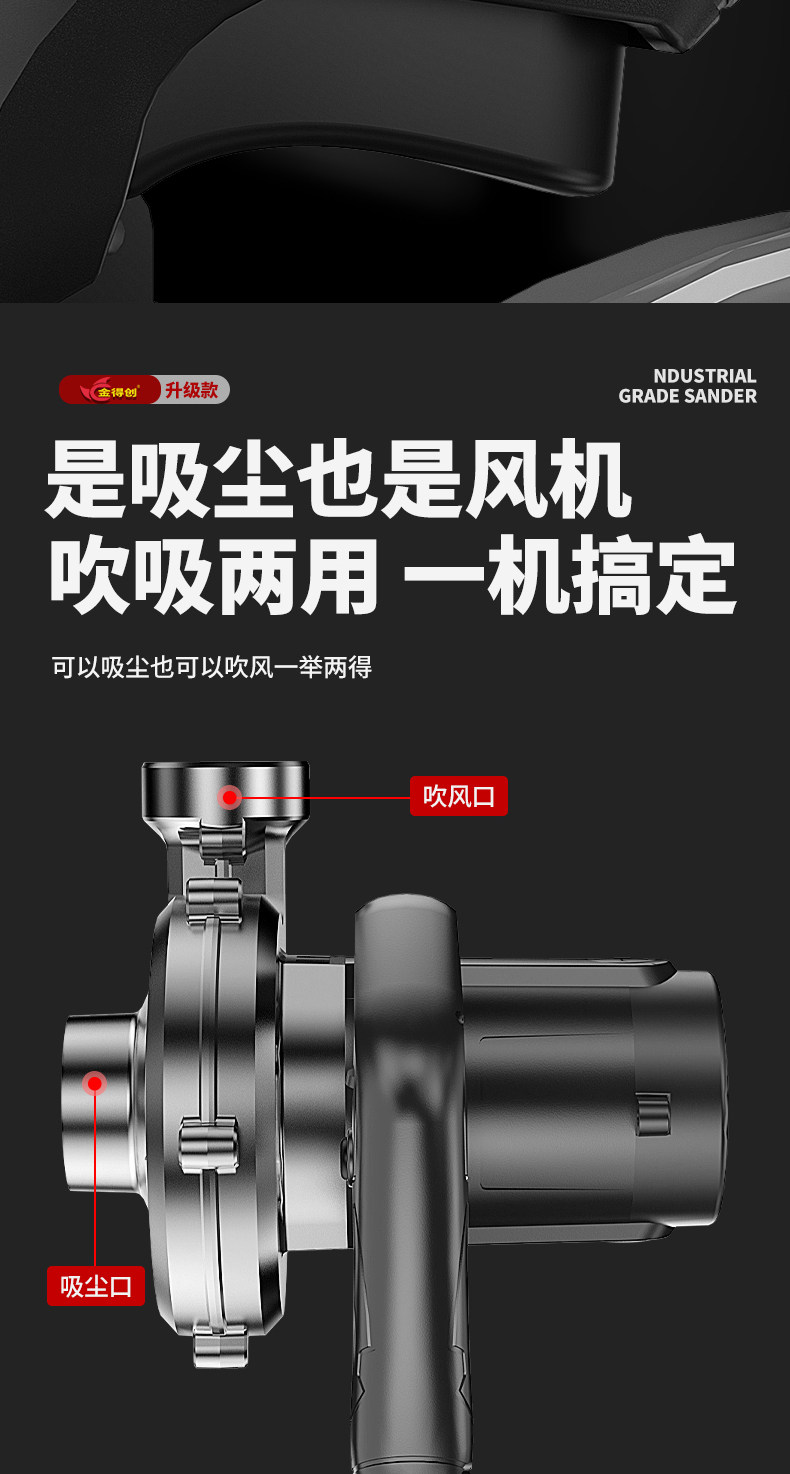 金得创 升级款
NDUSTRIAL
GRADE SANDER
是吸尘也是风机
吹吸两用 一机搞定
可以吸尘也可以吹风一举两得
吹风口
吸尘口